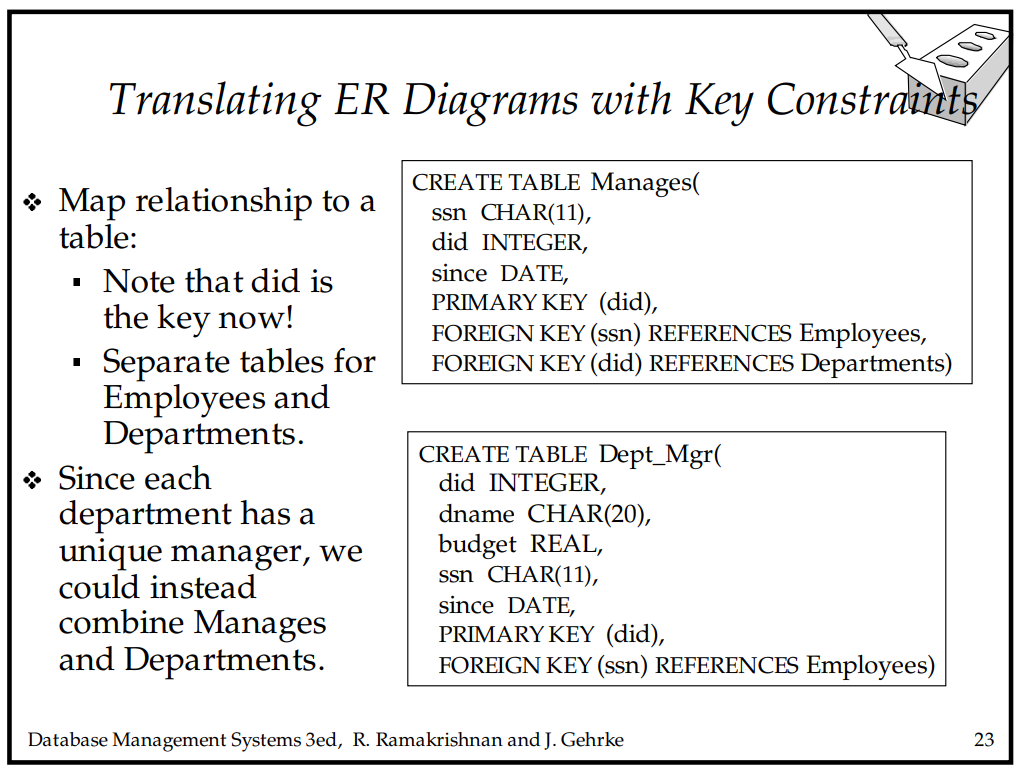 Translating ER Diagrams with Key Constraints
❖ Map relationship to a
table:
▪ Note that did is
the key now!
▪ Separate tables for
Employees and
Departments.
❖ Since each
department has a
unique manager, we
could instead
combine Manages
and Departments.
CREATE TABLE Manages(
ssn CHAR(11),
did INTEGER,
since DATE,
PRIMARY KEY (did),
FOREIGN KEY (ssn) REFERENCES Employees,
FOREIGN KEY (did) REFERENCES Departments)
CREATE TABLE Dept_Mgr(
did INTEGER,
dname CHAR(20),
budget REAL,
ssn CHAR(11),
since DATE,
PRIMARY KEY (did),
FOREIGN KEY (ssn) REFERENCES Employees)
Database Management Systems 3ed, R. Ramakrishnan and J. Gehrke
23